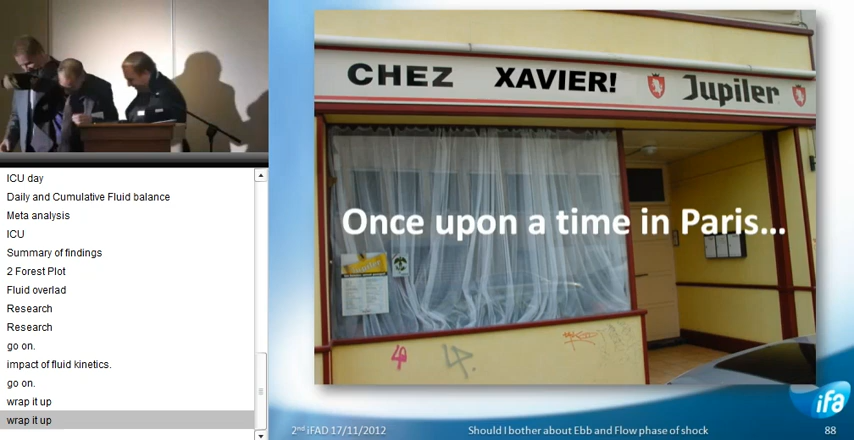 ICU day
Daily and Cumulative Fluid balance
Meta analysis
ICU
Summary of findings
2 Forest Plot
Fluid overlad
Research
Research
go on.
impact of fluid kinetics.
go on.
wrap it up
wrap it up
CHEZ XAVIER! Jupiler
Once upon a time in Paris...
2nd iFAD 17/11/2012 Should I bother about Ebb and Flow phase of shock 88
ifa